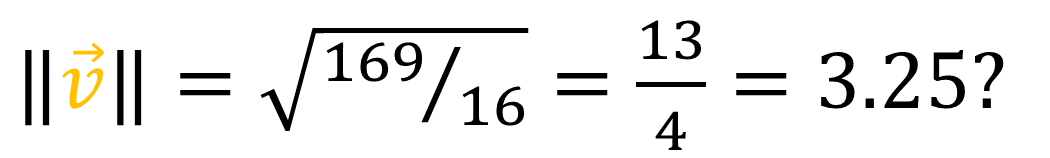 ‖v⃗‖ = √169/16 = 13/4 = 3.25?